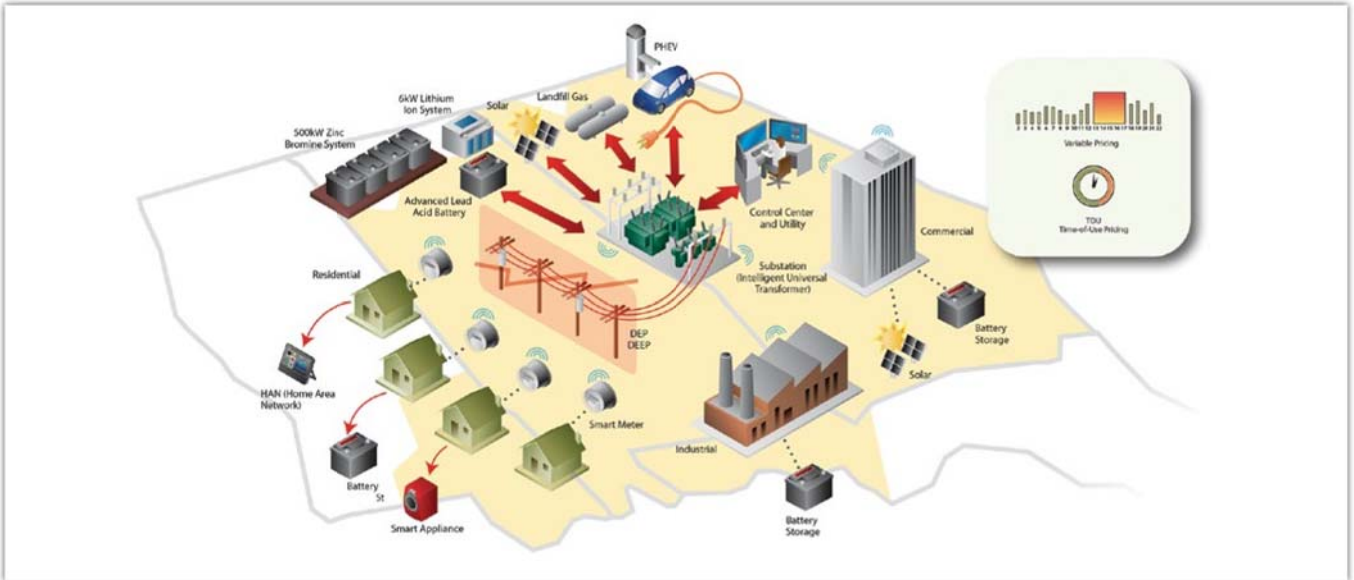 PHEV
Landfill Gas
Solar
6kW Lithium
Ion System
500kW Zinc
Bromine System
Advanced Lead
Acid Battery
Control Center
and Utility
Commercial
Substation
(Intelligent Universal
Transformer)
Variable Pricing
TOU
Time-of-Use Pricing
Residential
DEP
DEEP
Battery
Storage
Solar
HAN (Home Area
Network)
Smart Meter
Industrial
Battery
St
Smart Appliance
Battery
Storage